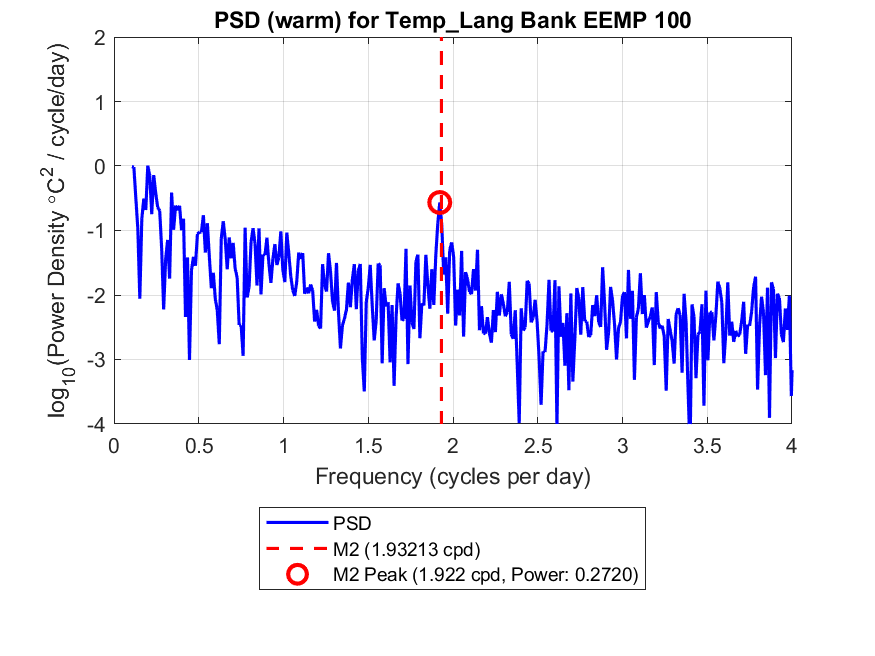 PSD (warm) for Temp_Lang Bank EEMP 100
log10(Power Density °C2 / cycle/day)
2
1
0
-1
-2
-3
-4
0 0.5 1 1.5 2 2.5 3 3.5 4
Frequency (cycles per day)
PSD
M2 (1.93213 cpd)
M2 Peak (1.922 cpd, Power: 0.2720)